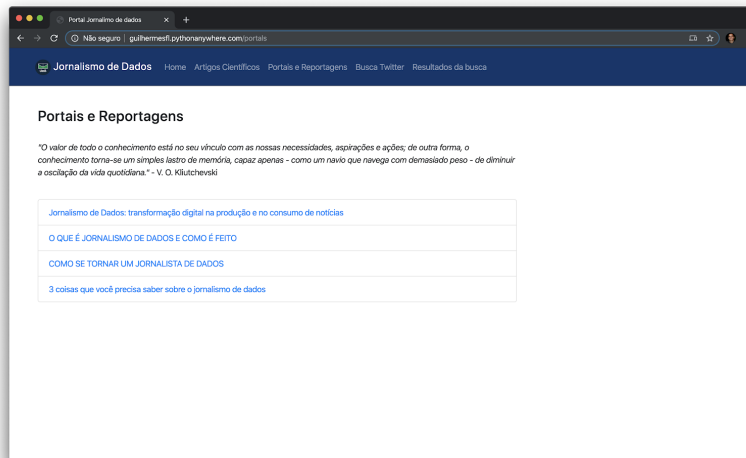 Portal Jornalimo de dados
Não seguro | guilhermesfl.pythonanywhere.com/portals
Jornalismo de Dados Home Artigos Científicos Portais e Reportagens Busca Twitter Resultados da busca
Portais e Reportagens
"O valor de todo o conhecimento está no seu vínculo com as nossas necessidades, aspirações e ações; de outra forma, o
conhecimento torna-se um simples lastro de memória, capaz apenas - como um navio que navega com demasiado peso - de diminuir
a oscilação da vida quotidiana." - V. O. Kliutchevski
Jornalismo de Dados: transformação digital na produção e no consumo de notícias
O QUE É JORNALISMO DE DADOS E COMO É FEITO
COMO SE TORNAR UM JORNALISTA DE DADOS
3 coisas que você precisa saber sobre o jornalismo de dados